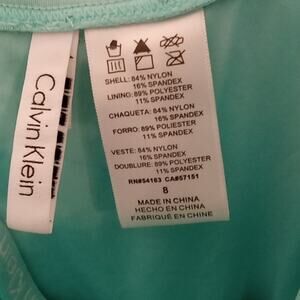 Calvin Klein
SHELL: 84% NYLON
16% SPANDEX
LINING: 89% POLYESTER
11% SPANDEX
CHAQUETA: 84% NYLON
16% SPANDEX
FORRO: 89% POLIESTER
11% SPANDEX
VESTE: 84% NYLON
16% SPANDEX
DOUBLURE: 89% POLYESTER
11% SPANDEX
RN#54163 CA#57151
8
MADE IN CHINA
HECHO EN CHINA
FABRIQUÉ EN CHINE